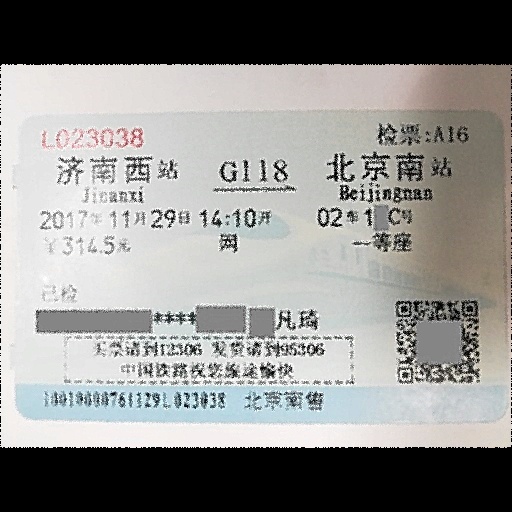 L023038 检票:A16
济南西站 G118 北京南站
Jinanxi Beijingnan
2017年11月29日14:10开 02车1 C号
￥314.5元 网 一等座
已检
**** 凡琦
买票请到12306 发货请到95306
中国铁路祝您旅途愉快
10010000761129L023038 北京南售